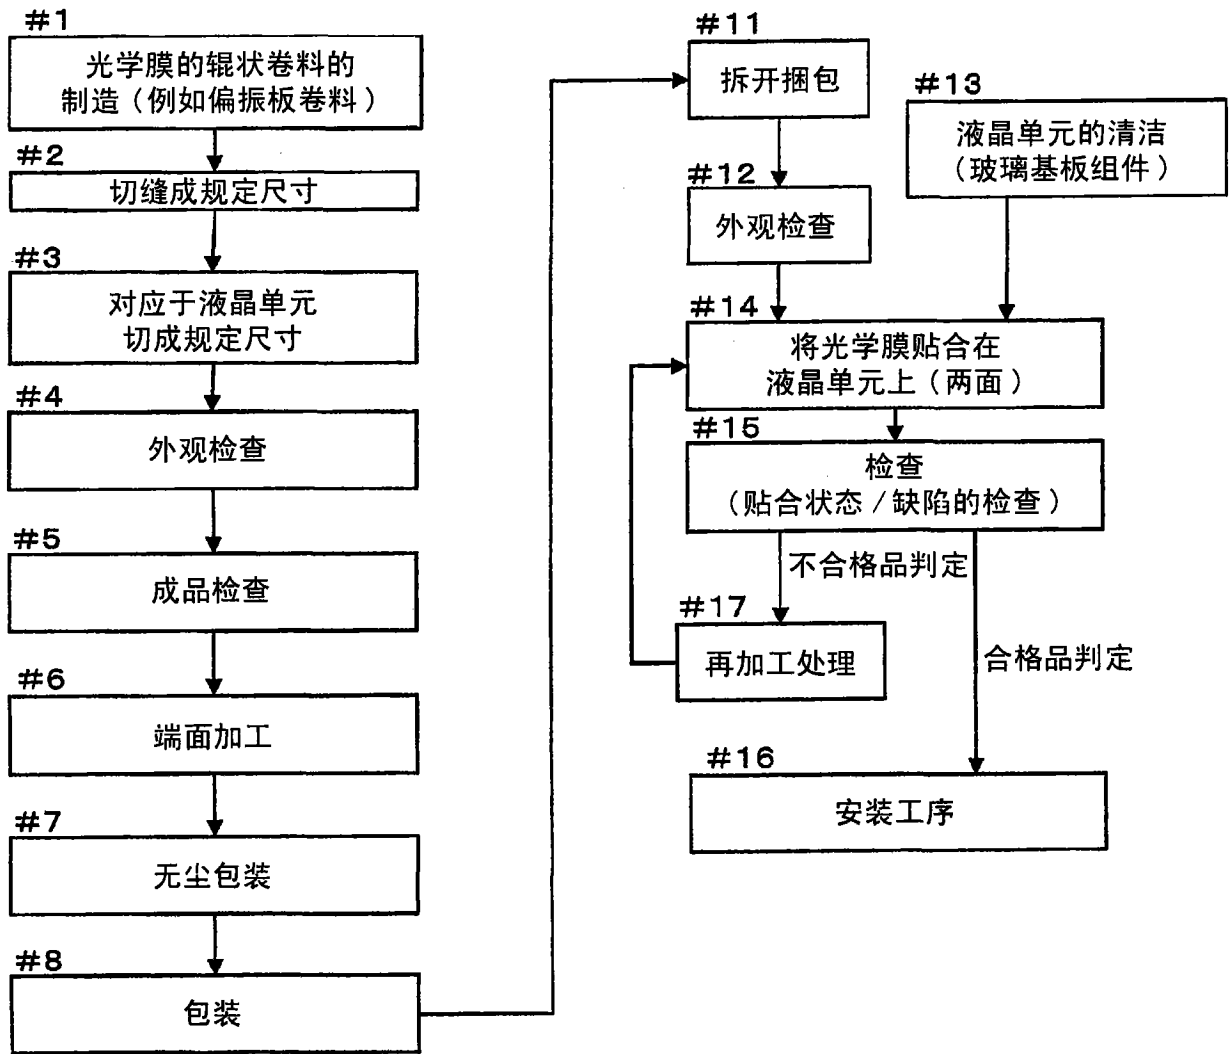 #1
光学膜的辊状卷料的
制造(例如偏振板卷料)
#2
切缝成规定尺寸
#3
对应于液晶单元
切成规定尺寸
#4
外观检查
#5
成品检查
#6
端面加工
#7
无尘包装
#8
包装
#11
拆开捆包
#12
外观检查
#13
液晶单元的清洁
(玻璃基板组件)
#14
将光学膜贴合在
液晶单元上(两面)
#15
检查
(贴合状态/缺陷的检查)
不合格品判定
#17
再加工处理
合格品判定
#16
安装工序